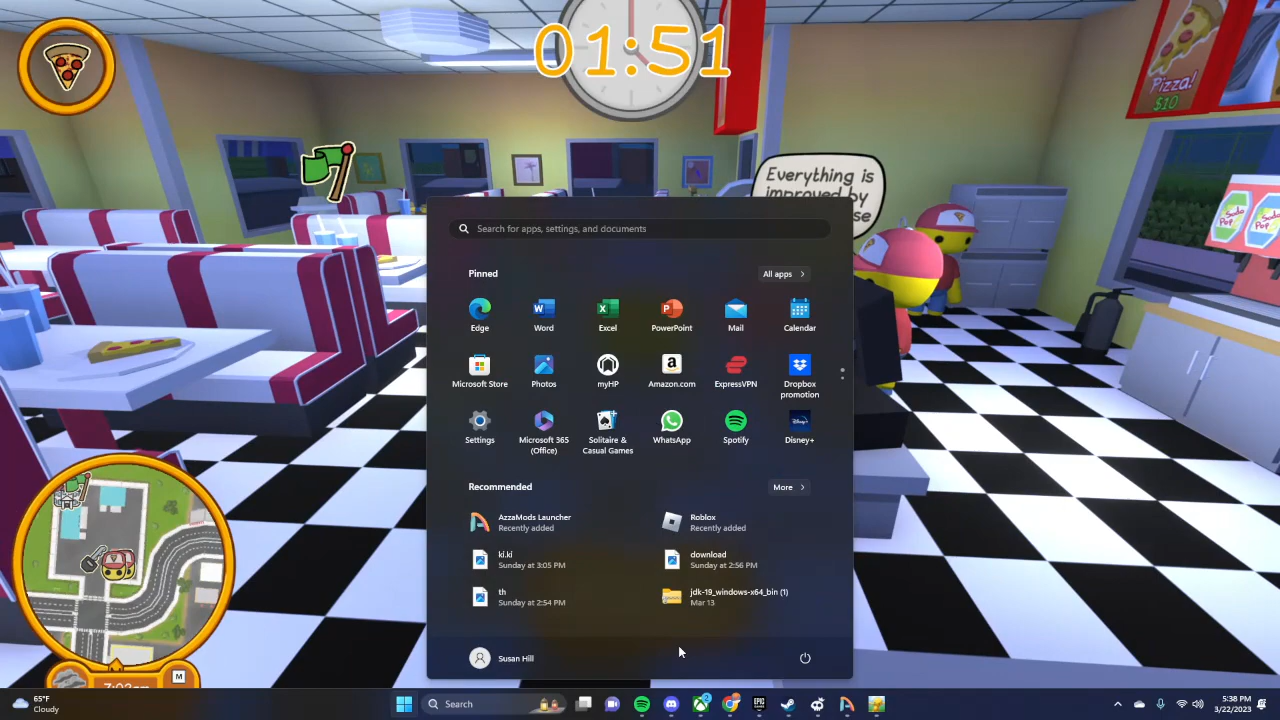 01:51
Pizza!
$10
Everything is
improved by
Soda
Pop
Search for apps, settings, and documents
Pinned
All apps
Edge
Word
Excel
PowerPoint
Mail
Calendar
Microsoft Store
Photos
myHP
Amazon.com
ExpressVPN
Dropbox
promotion
Settings
Microsoft 365
(Office)
Solitaire &
Casual Games
WhatsApp
Spotify
Disney+
Recommended
More
AzzaMods Launcher
Recently added
Roblox
Recently added
ki.ki
Sunday at 3:05 PM
download
Sunday at 2:56 PM
th
Sunday at 2:54 PM
jdk-19_windows-x64_bin (1)
Mar 13
Susan Hill
M
65°F
Cloudy
Search
2
5:38 PM
3/22/2023